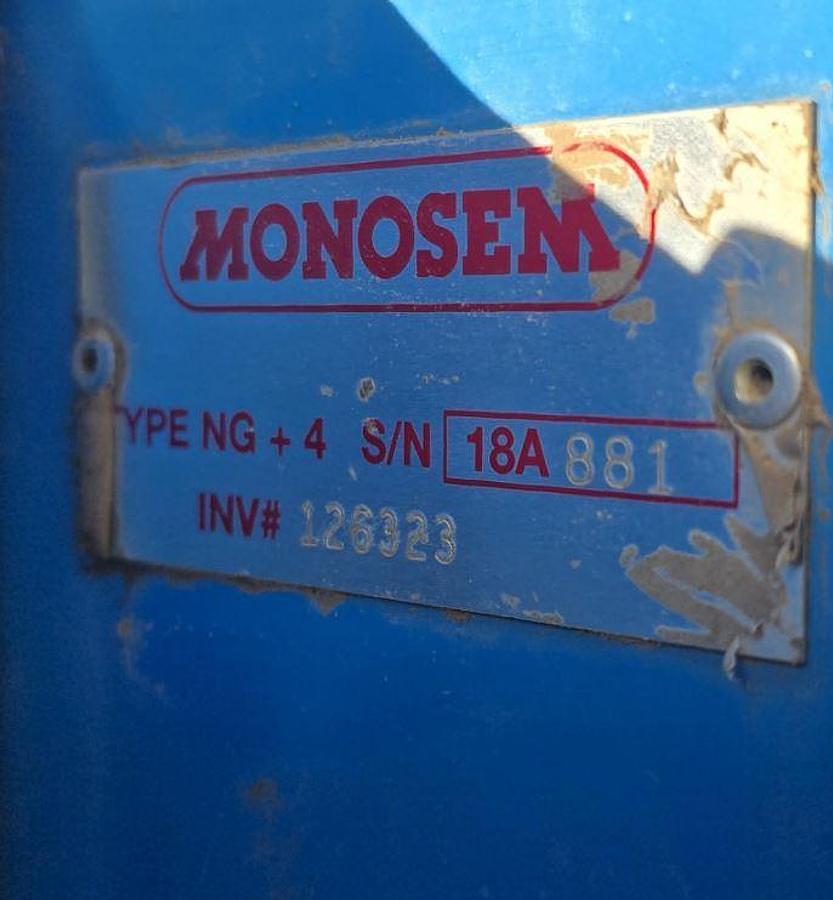 MONOSEM
TYPE NG + 4 S/N 18A 881
INV# 126323